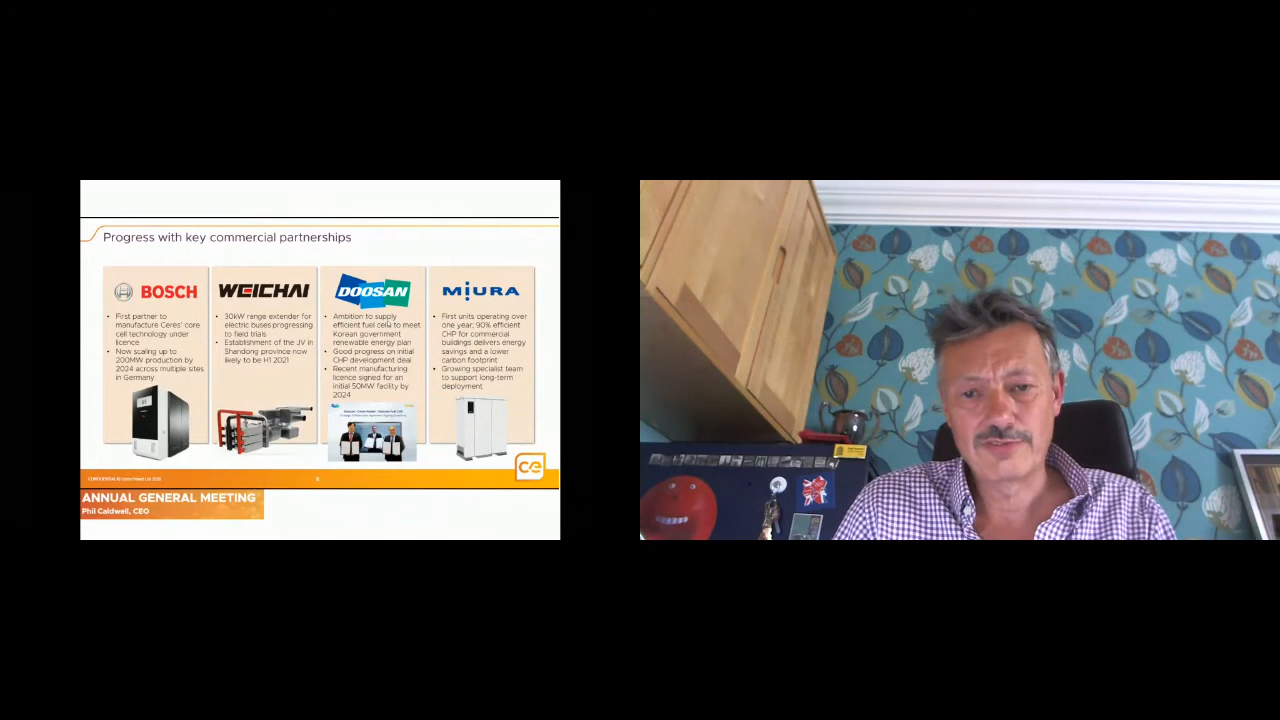 Progress with key commercial partnerships
BOSCH
• First partner to
manufacture Ceres' core
cell technology under
licence
• Now scaling up to
200MW production by
2024 across multiple sites
in Germany
WEICHAI
• 30kW range extender for
electric buses progressing
to field trials
• Establishment of the JV in
Shandong province now
likely to be H1 2021
DOOSAN
• Ambition to supply
efficient fuel cells to meet
Korean government
renewable energy plan
• Good progress on initial
CHP development deal
• Recent manufacturing
licence signed for an
initial 50MW facility by
2024
MIURA
• First units operating over
one year; 90% efficient
CHP for commercial
buildings delivers energy
savings and a lower
carbon footprint
• Growing specialist team
to support long-term
deployment
ce
ANNUAL GENERAL MEETING
Phil Caldwell, CEO